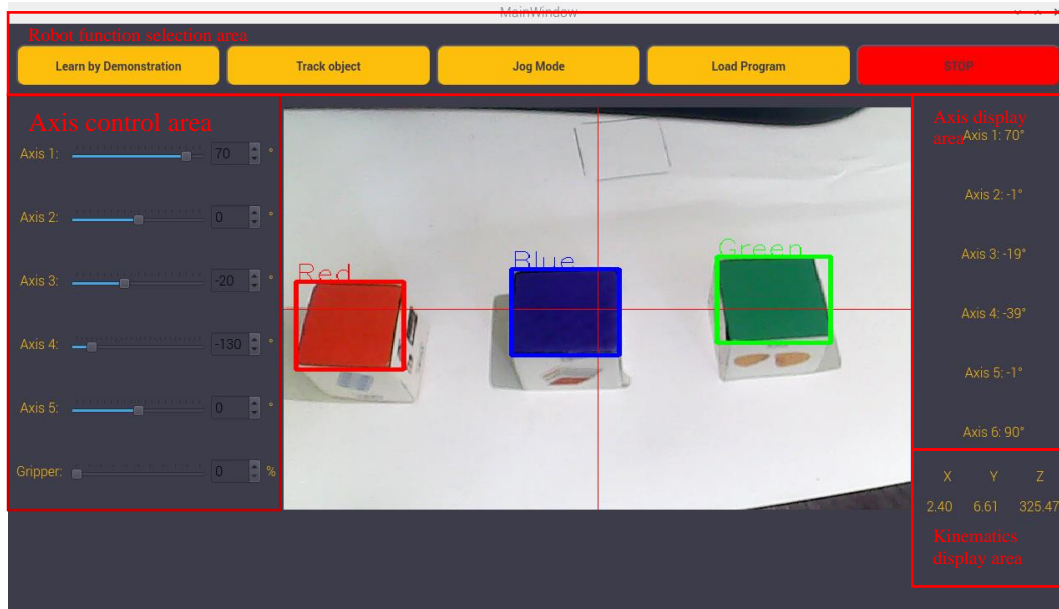 MainWindow
Robot function selection area
Learn by Demonstration
Track object
Jog Mode
Load Program
STOP
Axis control area
Axis 1: 70 °
Axis 2: 0 °
Axis 3: -20 °
Axis 4: -130 °
Axis 5: 0 °
Gripper: 0 %
Red
Blue
Green
Axis display
area
Axis 1: 70°
Axis 2: -1°
Axis 3: -19°
Axis 4: -39°
Axis 5: -1°
Axis 6: 90°
X Y Z
2.40 6.61 325.47
Kinematics
display area